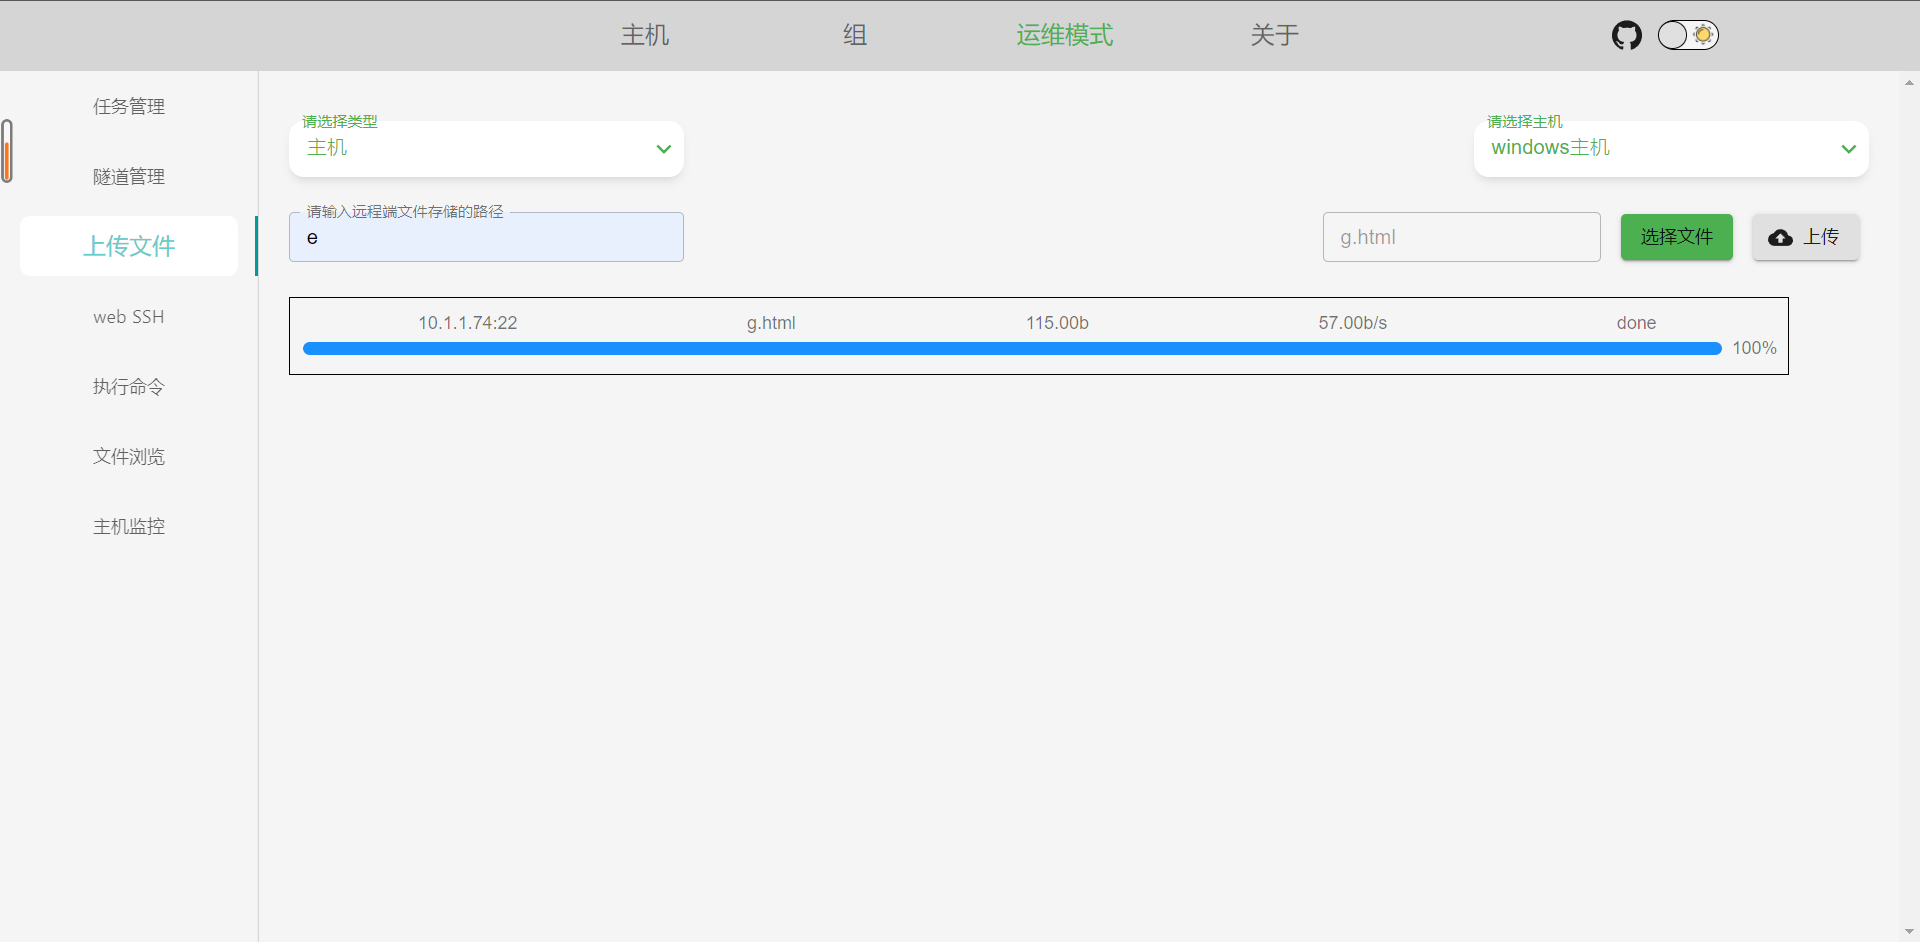 主机 组 运维模式 关于
任务管理
隧道管理
上传文件
web SSH
执行命令
文件浏览
主机监控
请选择类型
主机
请选择主机
windows主机
请输入远程端文件存储的路径
e
g.html
选择文件
上传
10.1.1.74:22 g.html 115.00b 57.00b/s done
100%